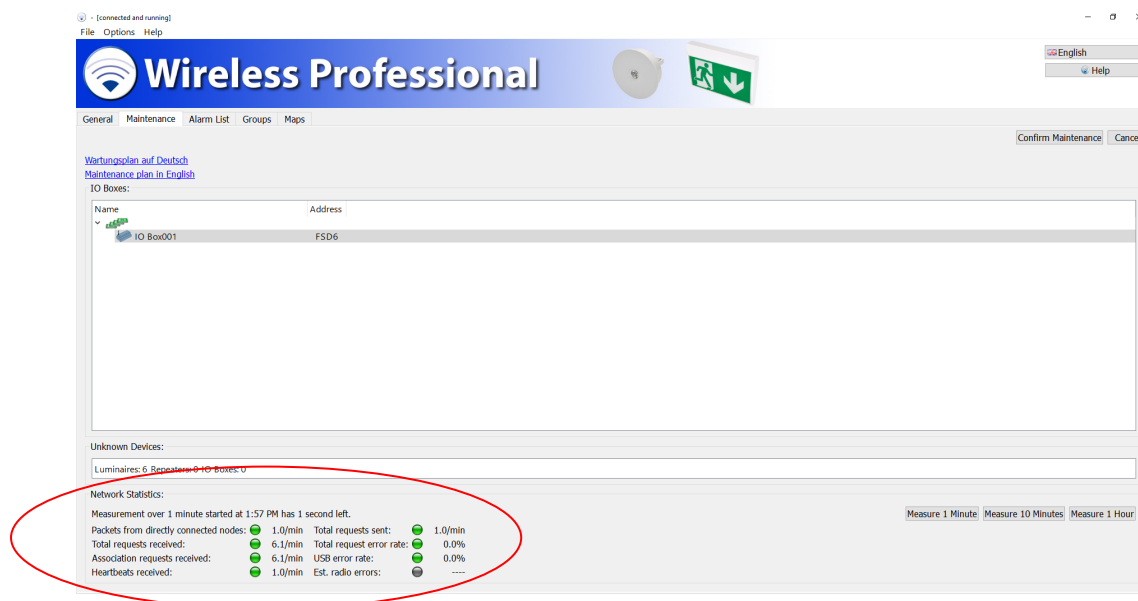 - [connected and running]
File Options Help
Wireless Professional
English
Help
General Maintenance Alarm List Groups Maps
Confirm Maintenance Cance
Wartungsplan auf Deutsch
Maintenance plan in English
IO Boxes:
Name Address
IO Box001 FSD6
Unknown Devices:
Luminaires: 6 Repeaters: 0 IO Boxes: 0
Network Statistics:
Measurement over 1 minute started at 1:57 PM has 1 second left.
Measure 1 Minute Measure 10 Minutes Measure 1 Hour
Packets from directly connected nodes: 1.0/min Total requests sent: 1.0/min
Total requests received: 6.1/min Total request error rate: 0.0%
Association requests received: 6.1/min USB error rate: 0.0%
Heartbeats received: 1.0/min Est. radio errors: ----